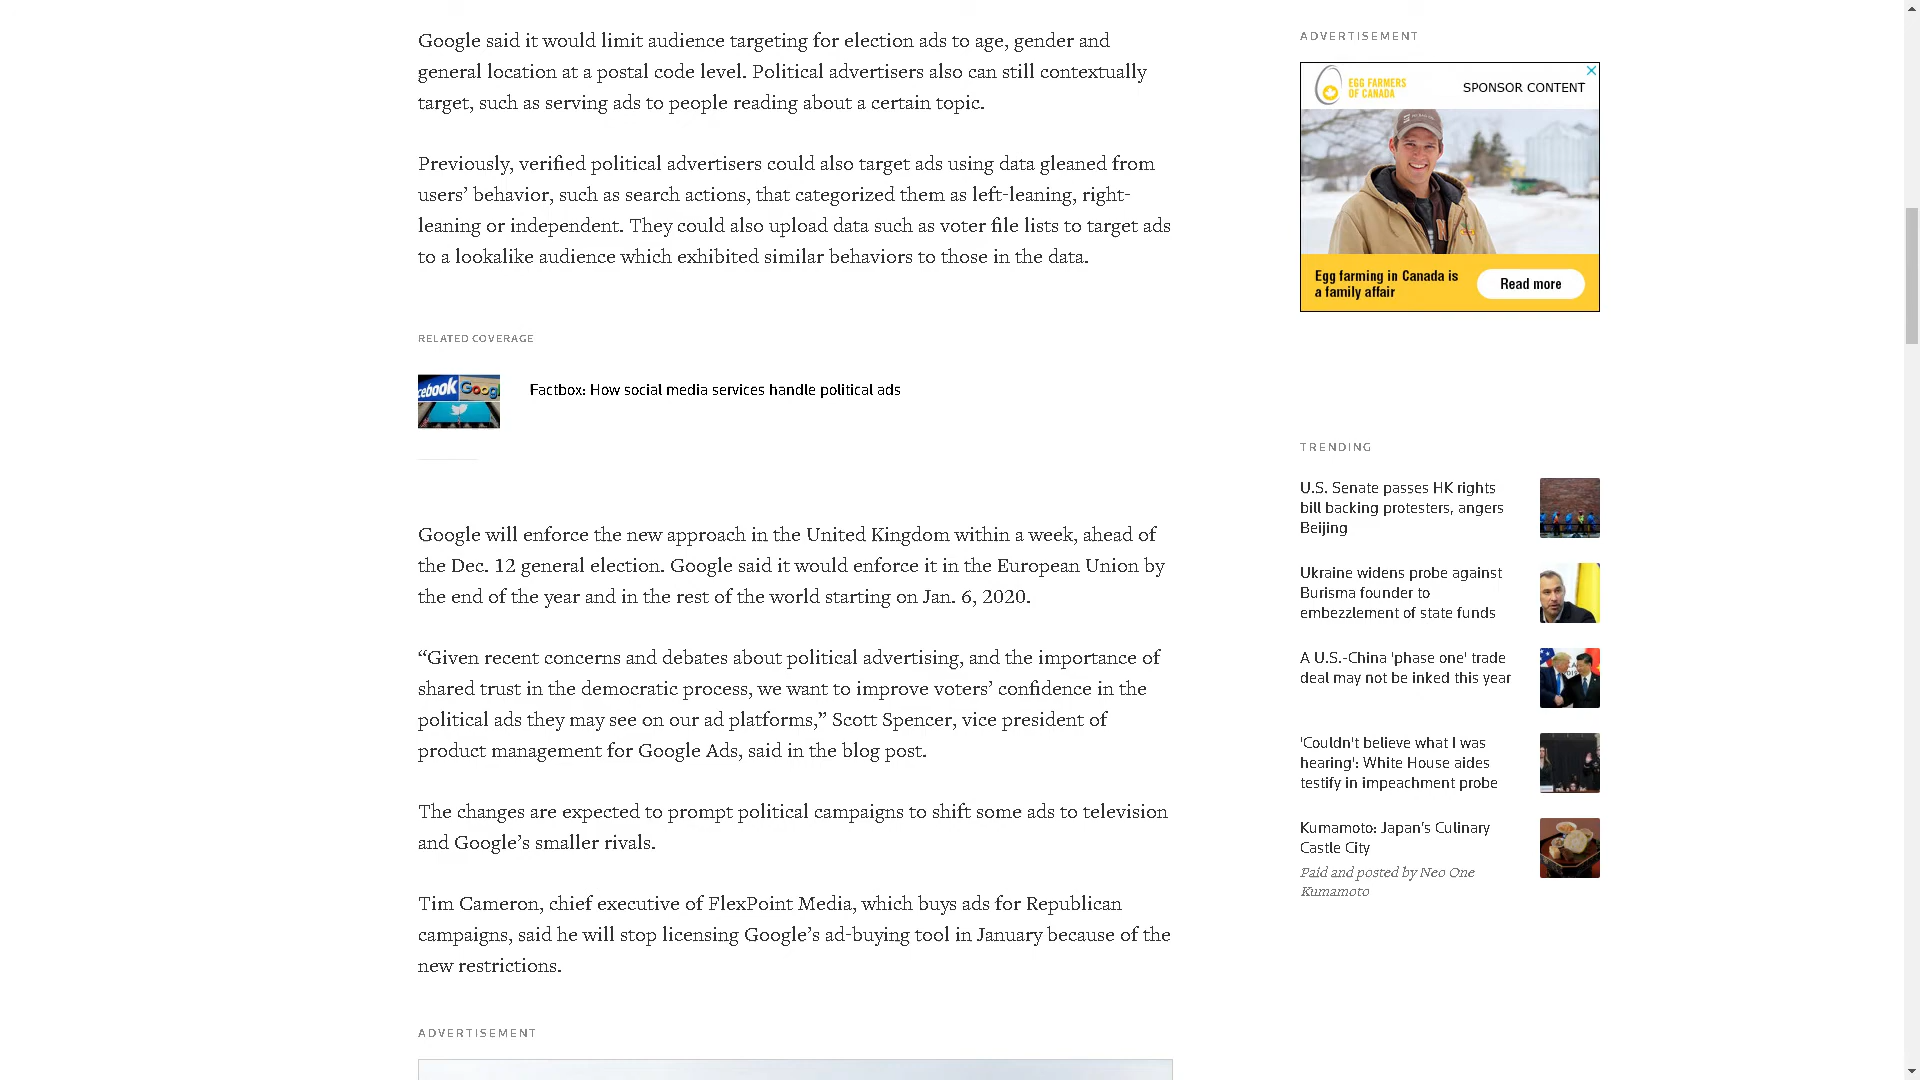 Google said it would limit audience targeting for election ads to age, gender and
general location at a postal code level. Political advertisers also can still contextually
target, such as serving ads to people reading about a certain topic.
Previously, verified political advertisers could also target ads using data gleaned from
users’ behavior, such as search actions, that categorized them as left-leaning, right-
leaning or independent. They could also upload data such as voter file lists to target ads
to a lookalike audience which exhibited similar behaviors to those in the data.
RELATED COVERAGE
Factbox: How social media services handle political ads
Google will enforce the new approach in the United Kingdom within a week, ahead of
the Dec. 12 general election. Google said it would enforce it in the European Union by
the end of the year and in the rest of the world starting on Jan. 6, 2020.
“Given recent concerns and debates about political advertising, and the importance of
shared trust in the democratic process, we want to improve voters’ confidence in the
political ads they may see on our ad platforms,” Scott Spencer, vice president of
product management for Google Ads, said in the blog post.
The changes are expected to prompt political campaigns to shift some ads to television
and Google’s smaller rivals.
Tim Cameron, chief executive of FlexPoint Media, which buys ads for Republican
campaigns, said he will stop licensing Google’s ad-buying tool in January because of the
new restrictions.
ADVERTISEMENT
ADVERTISEMENT
EGG FARMERS
OF CANADA
SPONSOR CONTENT
Egg farming in Canada is
a family affair
Read more
TRENDING
U.S. Senate passes HK rights
bill backing protesters, angers
Beijing
Ukraine widens probe against
Burisma founder to
embezzlement of state funds
A U.S.-China 'phase one' trade
deal may not be inked this year
'Couldn't believe what I was
hearing': White House aides
testify in impeachment probe
Kumamoto: Japan’s Culinary
Castle City
Paid and posted by Neo One
Kumamoto